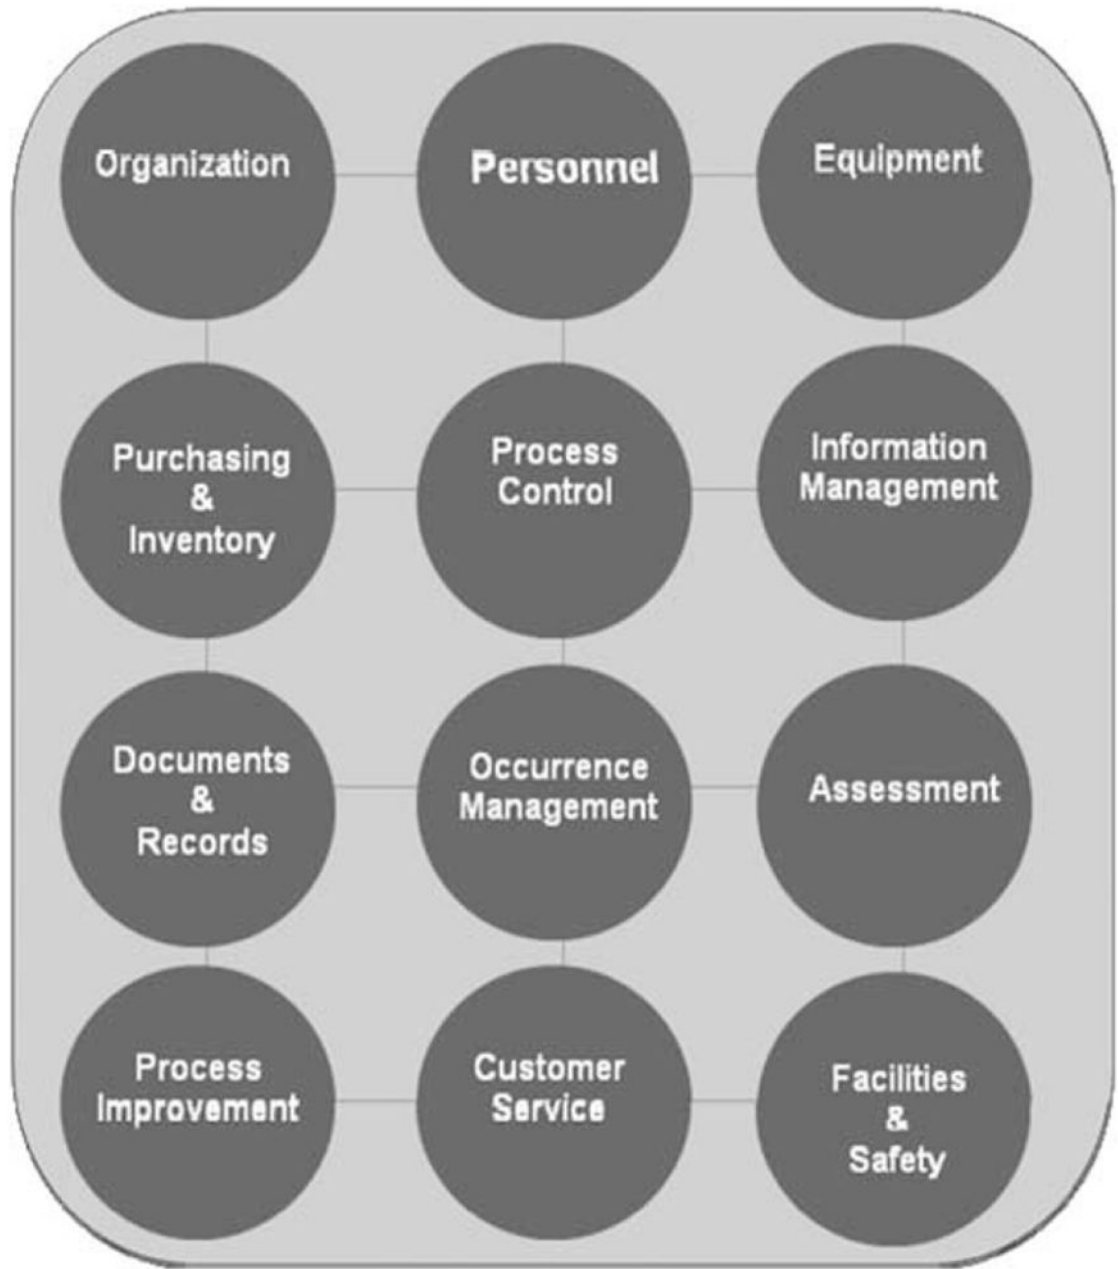 Organization
Personnel
Equipment
Purchasing
&
Inventory
Process
Control
Information
Management
Documents
&
Records
Occurrence
Management
Assessment
Process
Improvement
Customer
Service
Facilities
&
Safety